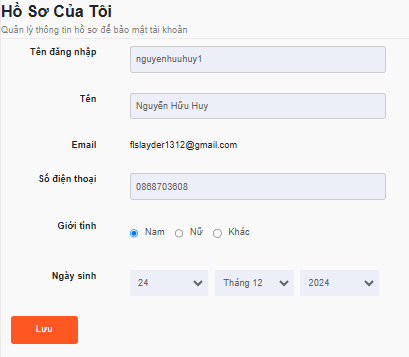 Hồ Sơ Của Tôi
Quản lý thông tin hồ sơ để bảo mật tài khoản
Tên đăng nhập nguyenhuuhuy1
Tên Nguyễn Hữu Huy
Email flslayder1312@gmail.com
Số điện thoại 0868703608
Giới tính Nam Nữ Khác
Ngày sinh 24 Tháng 12 2024
Lưu